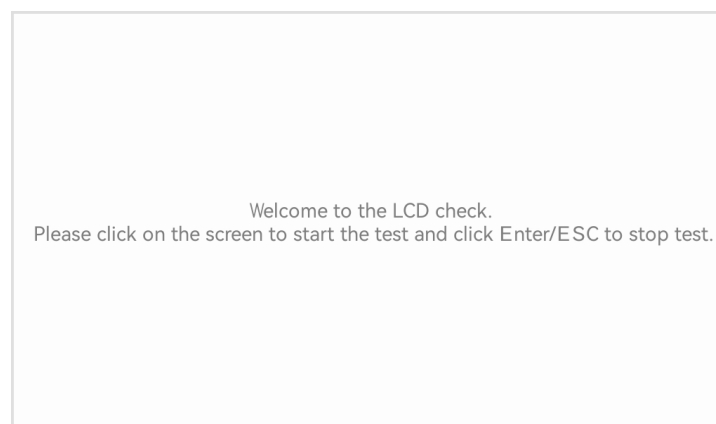 Welcome to the LCD check.
Please click on the screen to start the test and click Enter/ESC to stop test.